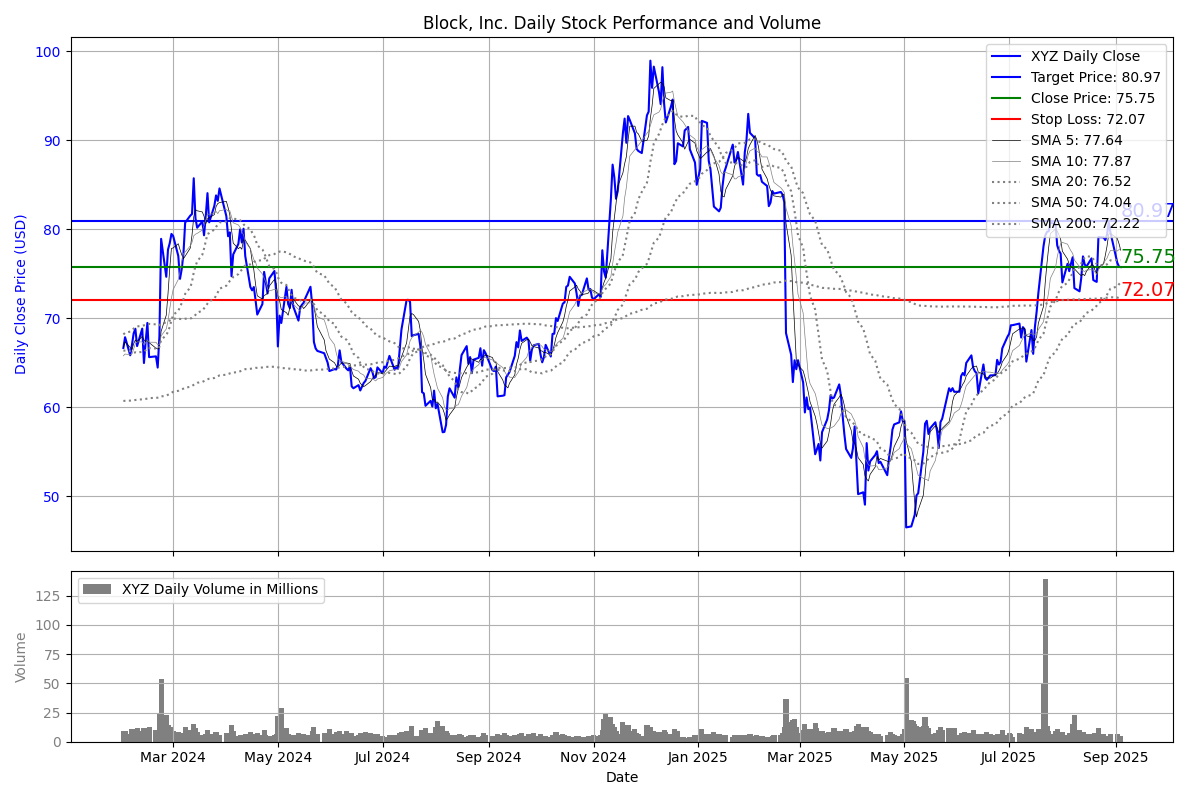 Block, Inc. Daily Stock Performance and Volume
Daily Close Price (USD)
100
90
80
70
60
50
XYZ Daily Close
Target Price: 80.97
Close Price: 75.75
Stop Loss: 72.07
SMA 5: 77.64
SMA 10: 77.87
SMA 20: 76.52
SMA 50: 74.04
SMA 200: 72.22
80.97
75.75
72.07
XYZ Daily Volume in Millions
Volume
125
100
75
50
25
0
Mar 2024
May 2024
Jul 2024
Sep 2024
Nov 2024
Jan 2025
Mar 2025
May 2025
Jul 2025
Sep 2025
Date